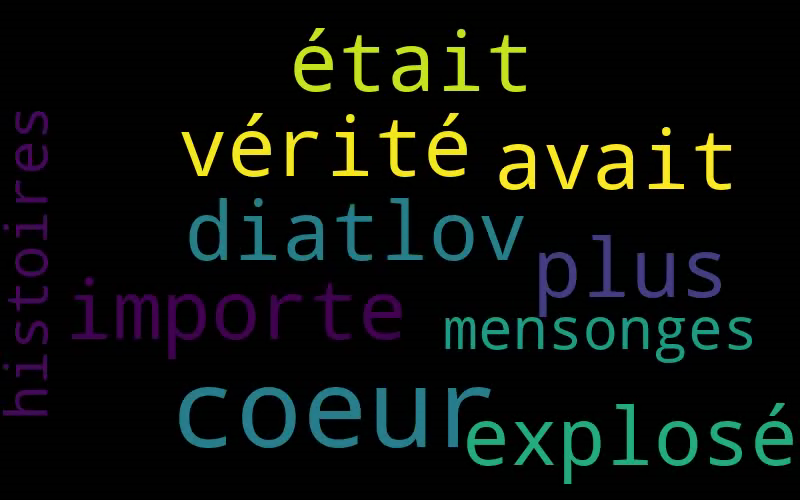 était
vérité avait
diatlov
plus
histoires
importe
mensonges
coeur
explosé